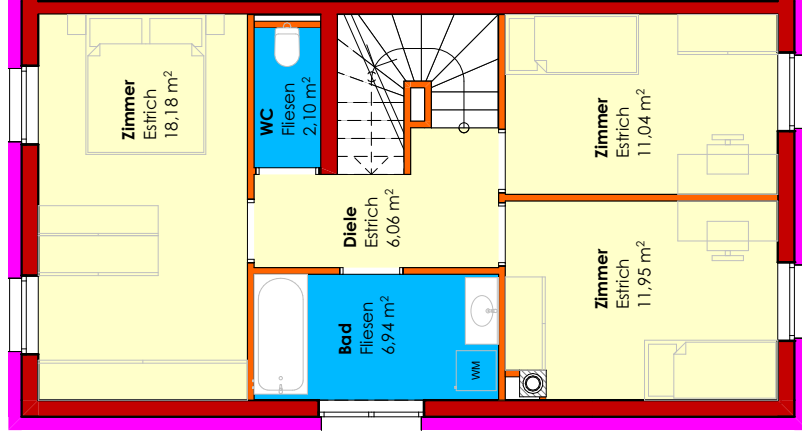 Zimmer
Estrich
18,18 m²
WC
Fliesen
2,10 m²
Zimmer
Estrich
11,04 m²
Diele
Estrich
6,06 m²
Zimmer
Estrich
11,95 m²
Bad
Fliesen
6,94 m²
WM